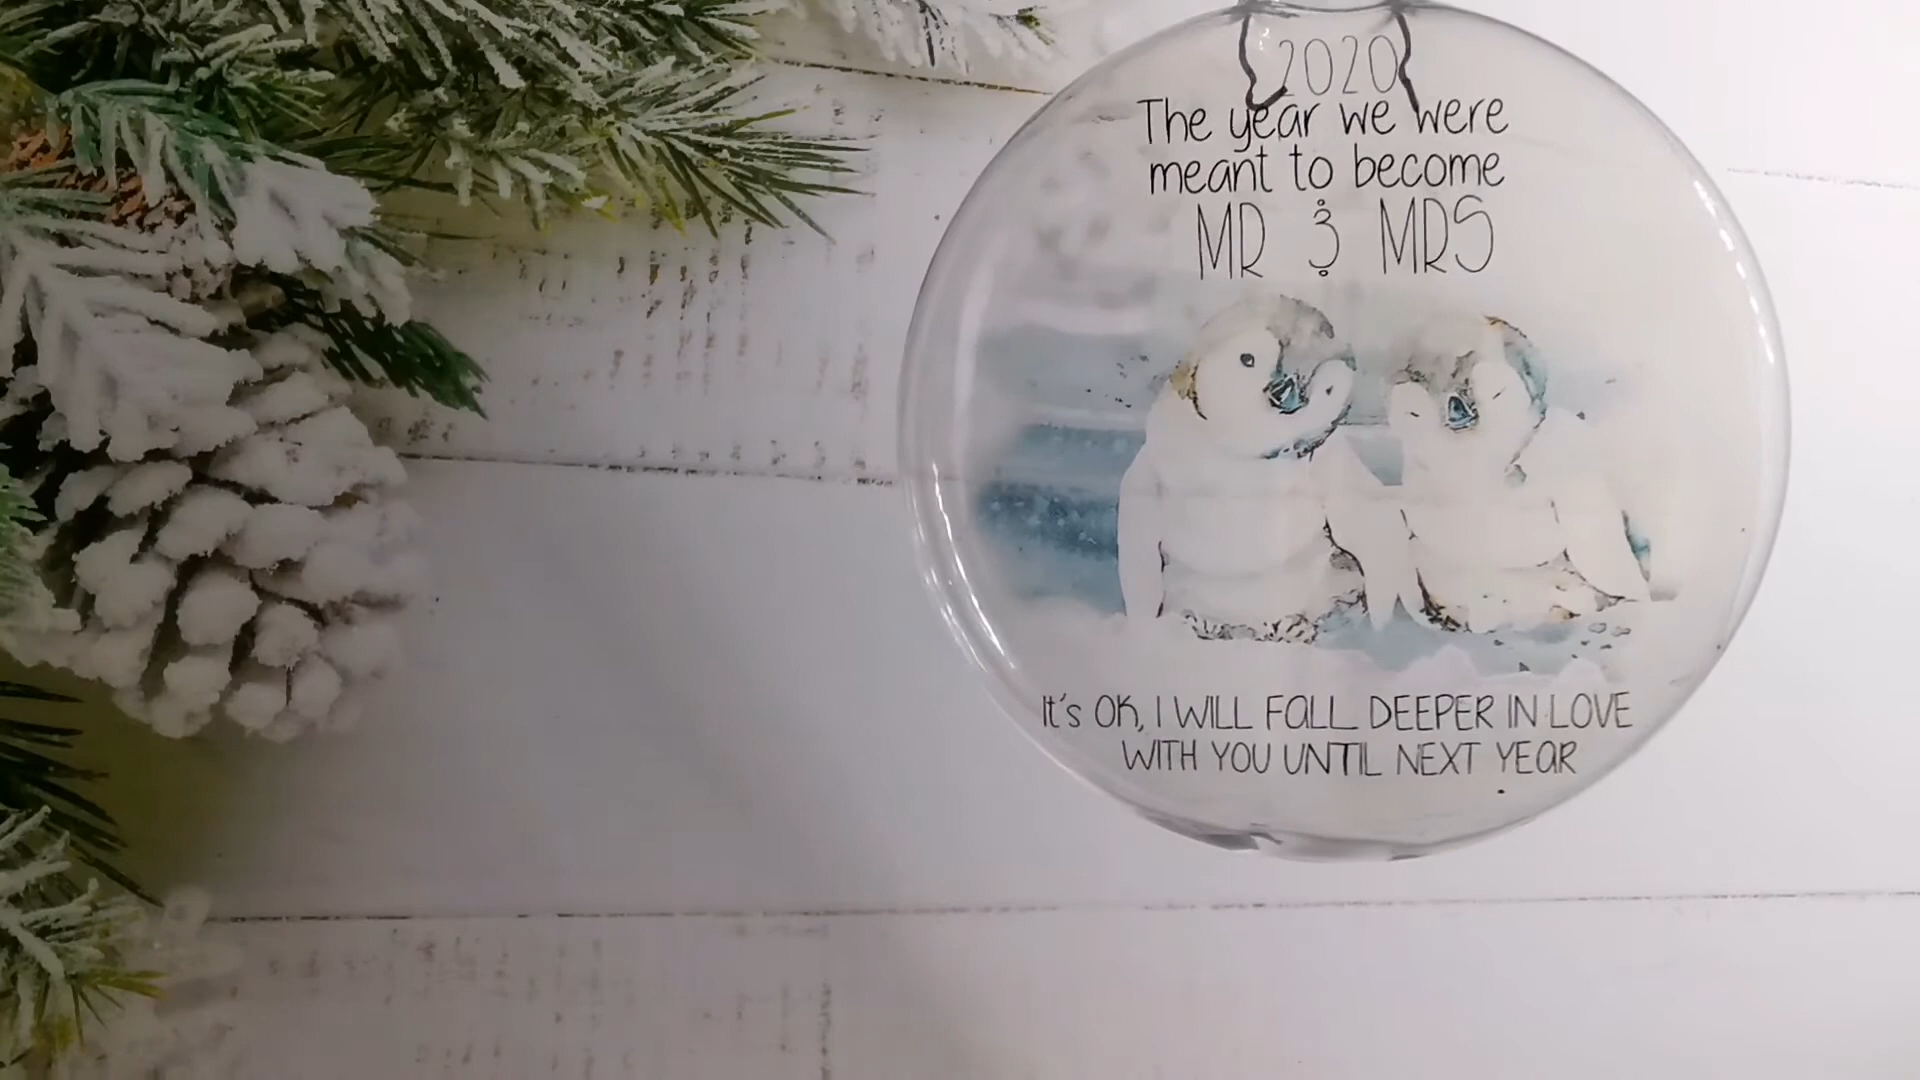 2020
The year we were
meant to become
MR & MRS
It's OK, I WILL FALL DEEPER IN LOVE
WITH YOU UNTIL NEXT YEAR